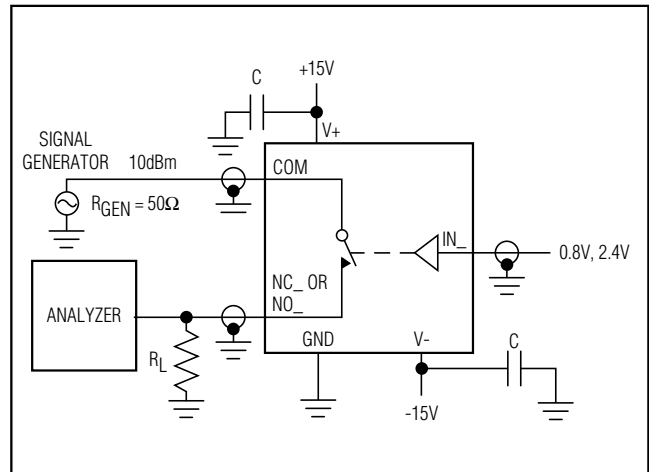 +15V
C
V+
SIGNAL
GENERATOR
10dBm
COM
RGEN = 50Ω
IN_
0.8V, 2.4V
NC_ OR
NO_
ANALYZER
RL
GND
V-
C
-15V